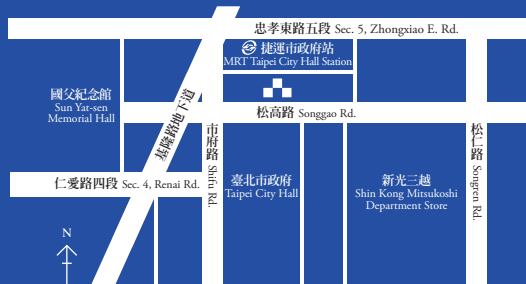 忠孝東路五段 Sec. 5, Zhongxiao E. Rd.
捷運市政府站
MRT Taipei City Hall Station
國父紀念館
Sun Yat-sen
Memorial Hall
基隆路地下道
松高路 Songgao Rd.
市府路 Shifu Rd.
松仁路 Songren Rd.
仁愛路四段 Sec. 4, Renai Rd.
臺北市政府
Taipei City Hall
新光三越
Shin Kong Mitsukoshi
Department Store
N